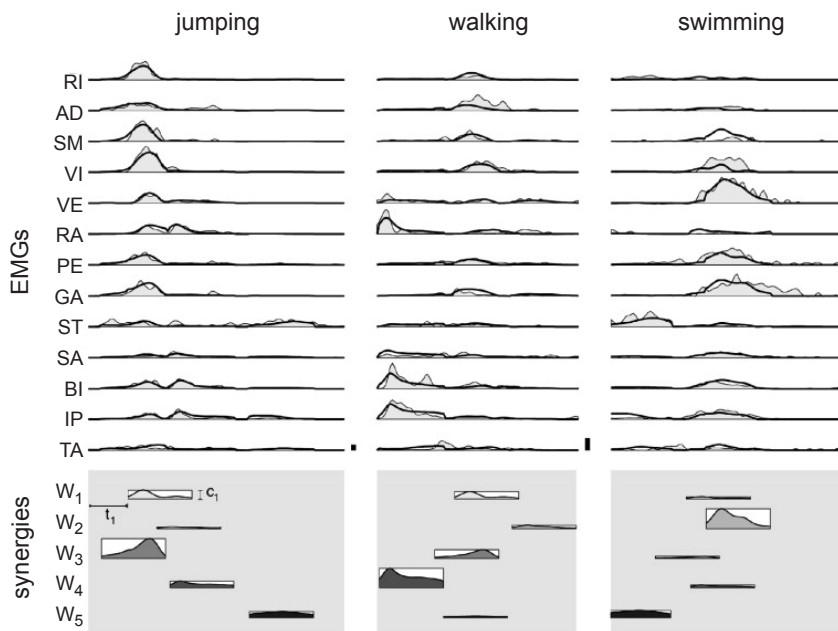 jumping walking swimming
EMGs
RI
AD
SM
VI
VE
RA
PE
GA
ST
SA
BI
IP
TA
synergies
W1 c1
t1
W2
W3
W4
W5